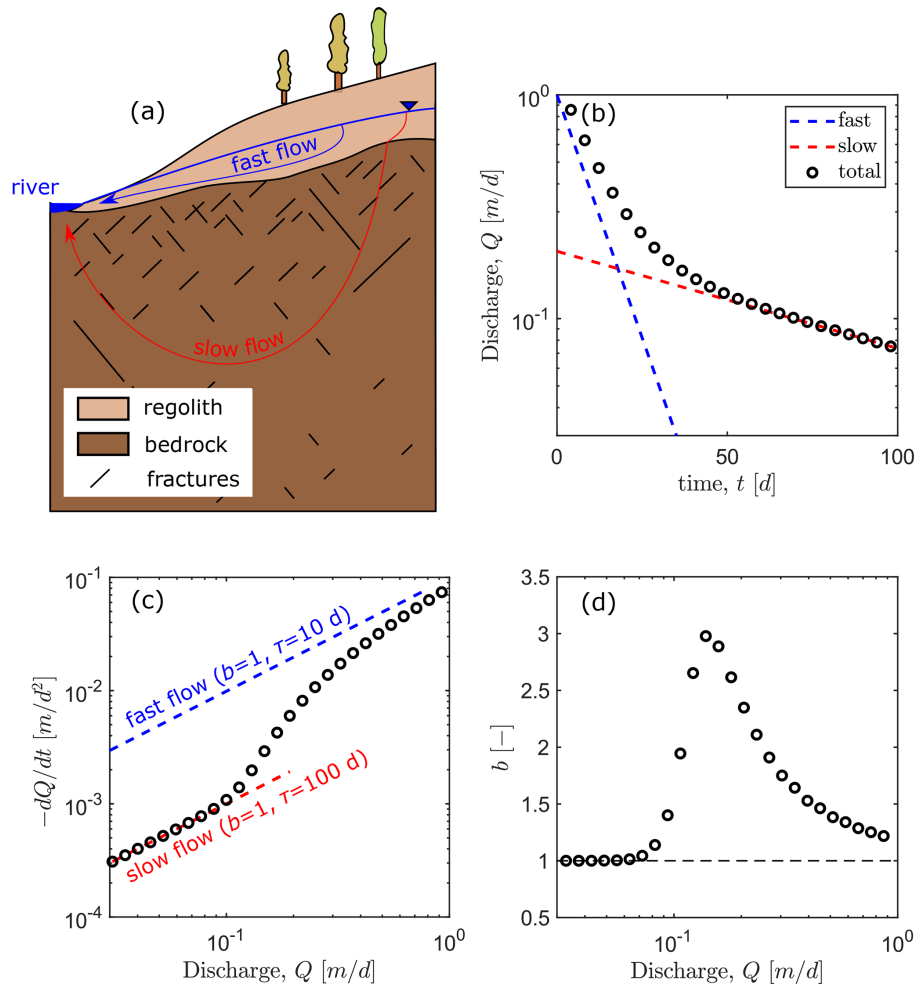 (a)
fast flow
river
slow flow
regolith
bedrock
fractures
(b)
fast
slow
total
10^0
10^-1
Discharge, Q [m/d]
0
50
100
time, t [d]
(c)
fast flow (b=1, τ=10 d)
slow flow (b=1, τ=100 d)
10^-1
10^-2
10^-3
10^-4
-dQ/dt [m/d^2]
10^-1
10^0
Discharge, Q [m/d]
(d)
3.5
3
2.5
2
1.5
1
0.5
b [-]
10^-1
10^0
Discharge, Q [m/d]